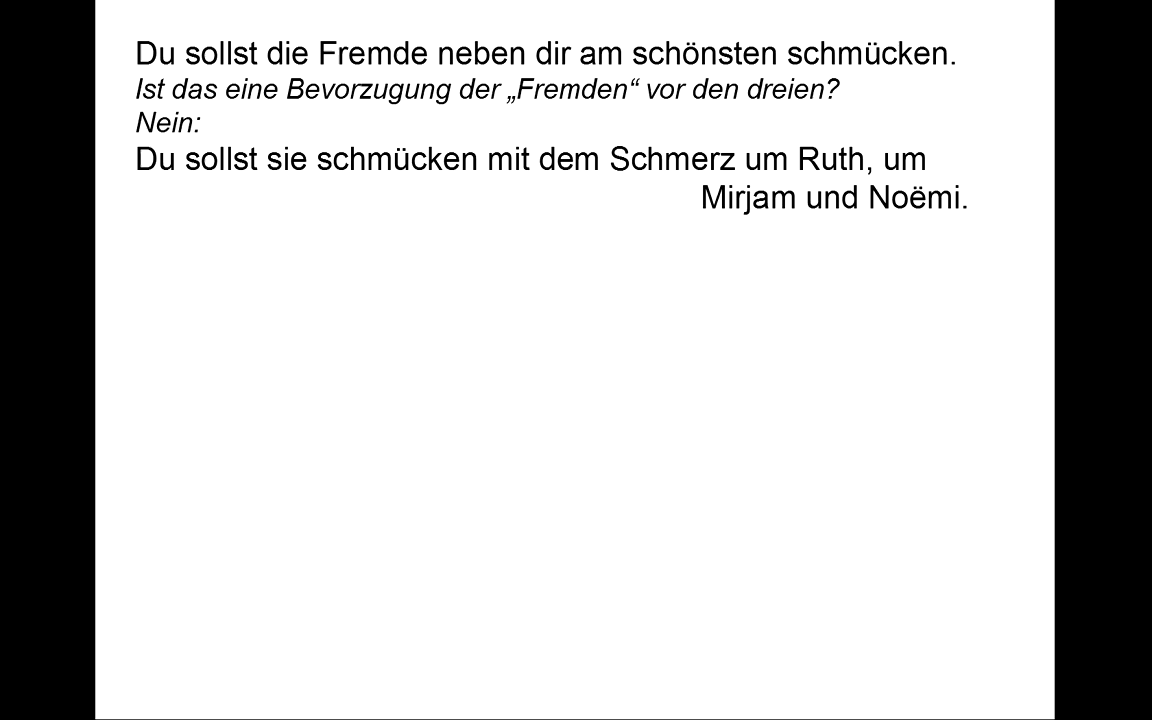 Du sollst die Fremde neben dir am schönsten schmücken.
Ist das eine Bevorzugung der „Fremden“ vor den dreien?
Nein:
Du sollst sie schmücken mit dem Schmerz um Ruth, um
Mirjam und Noëmi.